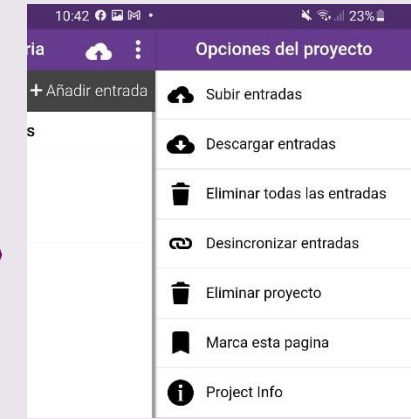 10:42 23%
ria Opciones del proyecto
+ Añadir entrada
s
Subir entradas
Descargar entradas
Eliminar todas las entradas
Desincronizar entradas
Eliminar proyecto
Marca esta pagina
Project Info